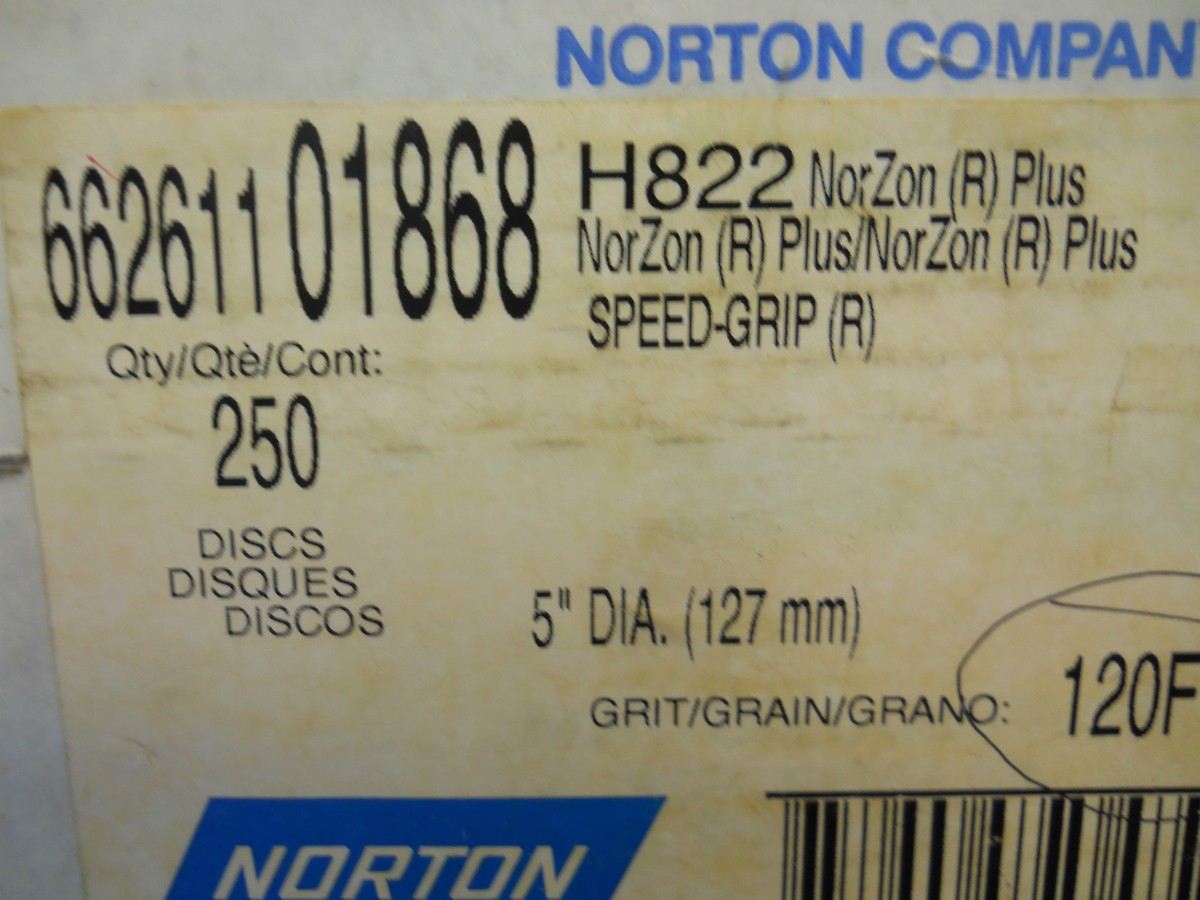 NORTON COMPAN
66261101868
H822 NorZon (R) Plus
NorZon (R) Plus/NorZon (R) Plus
SPEED-GRIP (R)
Qty/Qtè/Cont:
250
DISCS
DISQUES
DISCOS
5" DIA. (127 mm)
GRIT/GRAIN/GRANO: 120F
NORTON